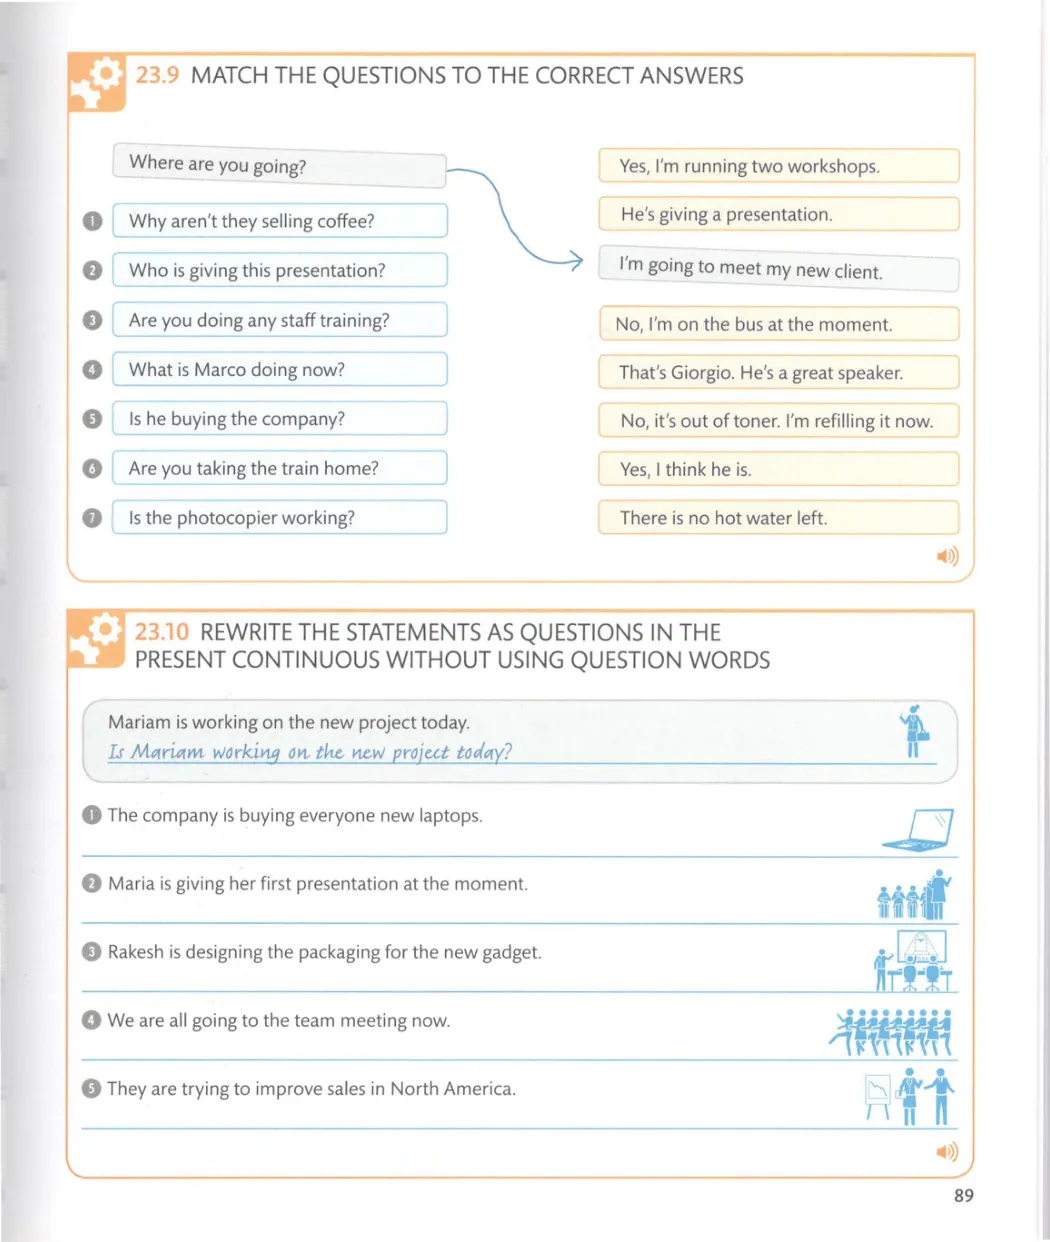 23.9 MATCH THE QUESTIONS TO THE CORRECT ANSWERS
Where are you going?
1 Why aren't they selling coffee?
2 Who is giving this presentation?
3 Are you doing any staff training?
4 What is Marco doing now?
5 Is he buying the company?
6 Are you taking the train home?
7 Is the photocopier working?
Yes, I'm running two workshops.
He's giving a presentation.
I'm going to meet my new client.
No, I'm on the bus at the moment.
That's Giorgio. He's a great speaker.
No, it's out of toner. I'm refilling it now.
Yes, I think he is.
There is no hot water left.
23.10 REWRITE THE STATEMENTS AS QUESTIONS IN THE
PRESENT CONTINUOUS WITHOUT USING QUESTION WORDS
Mariam is working on the new project today.
Is Mariam working on the new project today?
1 The company is buying everyone new laptops.
2 Maria is giving her first presentation at the moment.
3 Rakesh is designing the packaging for the new gadget.
4 We are all going to the team meeting now.
5 They are trying to improve sales in North America.
89